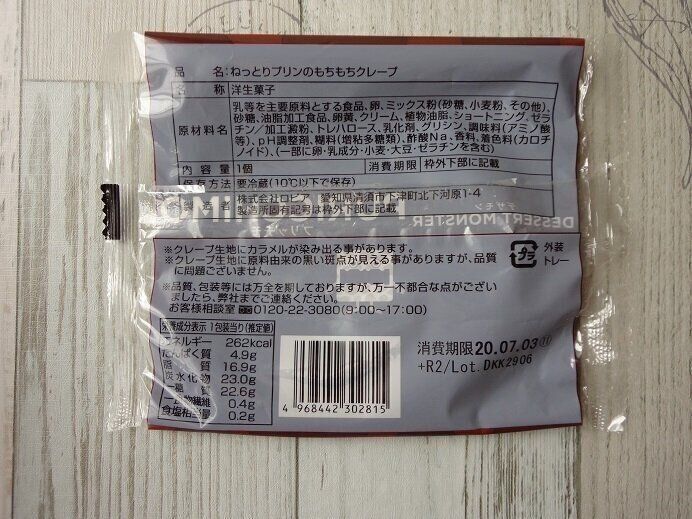 品 名：ねっとりプリンのもちもちクレープ
名 称 洋生菓子
原材料名 乳等を主要原料とする食品、卵、ミックス粉(砂糖、小麦粉、その他)、
砂糖、油脂加工食品、卵黄、クリーム、植物油脂、ショートニング、ゼラ
チン／加工澱粉、トレハロース、乳化剤、グリシン、調味料(アミノ酸
等)、pH調整剤、糊料(増粘多糖類)、酢酸Na、香料、着色料(カロチ
ノイド)、(一部に卵・乳成分・小麦・大豆・ゼラチンを含む)
内 容 量 1個 消費期限 枠外下部に記載
保存方法 要冷蔵(10℃以下で保存)
製造者 株式会社ロピア 愛知県清須市下津町北下河原1-4
製造所固有記号は枠外下部に記載
DESSERT MONSTER
※クレープ生地にカラメルが染み出る事があります。
※クレープ生地に原料由来の黒い斑点が見える事がありますが、品質
に問題ございません。
※品質、包装等には万全を期しておりますが、万一不都合な点がござい
ましたら、弊社までご連絡ください。
お客様相談室 0120-22-3080(9:00～17:00)
プラ 外装
トレー
栄養成分表示 1包装当り(推定値)
エネルギー 262kcal
たんぱく質 4.9g
脂 質 16.9g
炭水化物 23.0g
糖 質 22.6g
食物繊維 0.4g
食塩相当量 0.2g
4 968442 302815
消費期限 20.07.03
+R2/Lot. DKK2906